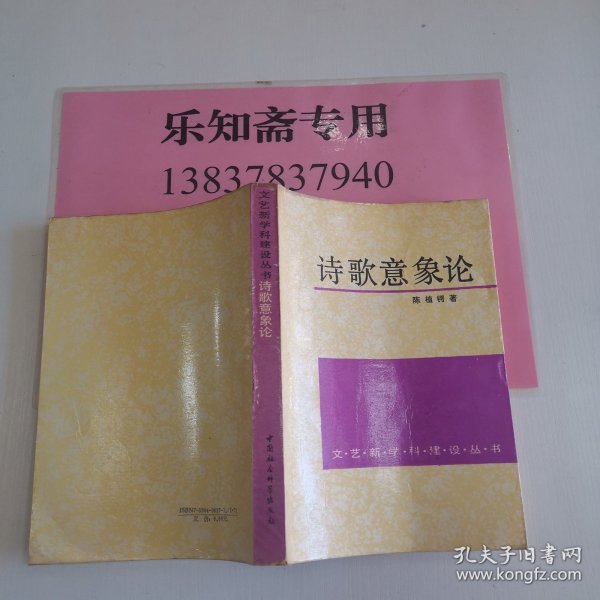 乐知斋专用
13837837940
文艺新学科建设丛书 诗歌意象论
中国社会科学出版社
诗歌意象论
陈植锷著
文·艺·新·学·科·建·设·丛·书
孔夫子旧书网
www.kongfz.com